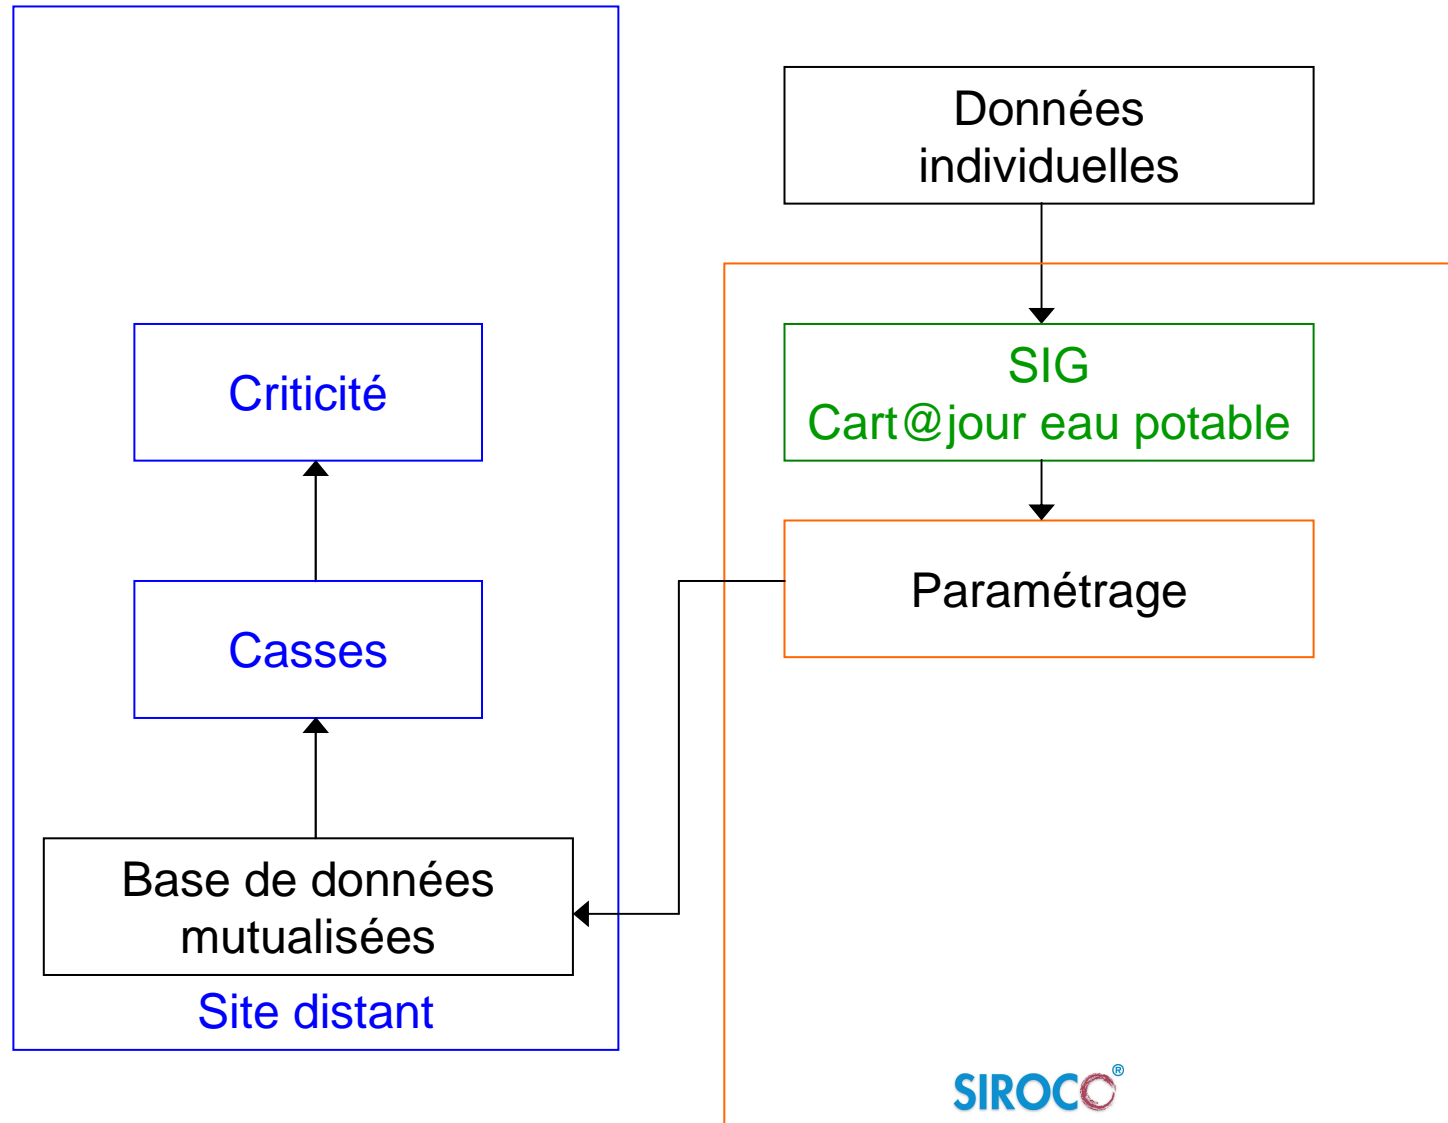 Données
individuelles
SIG
Cart@jour eau potable
Paramétrage
Criticité
Casses
Base de données
mutualisées
Site distant
SIROCO®